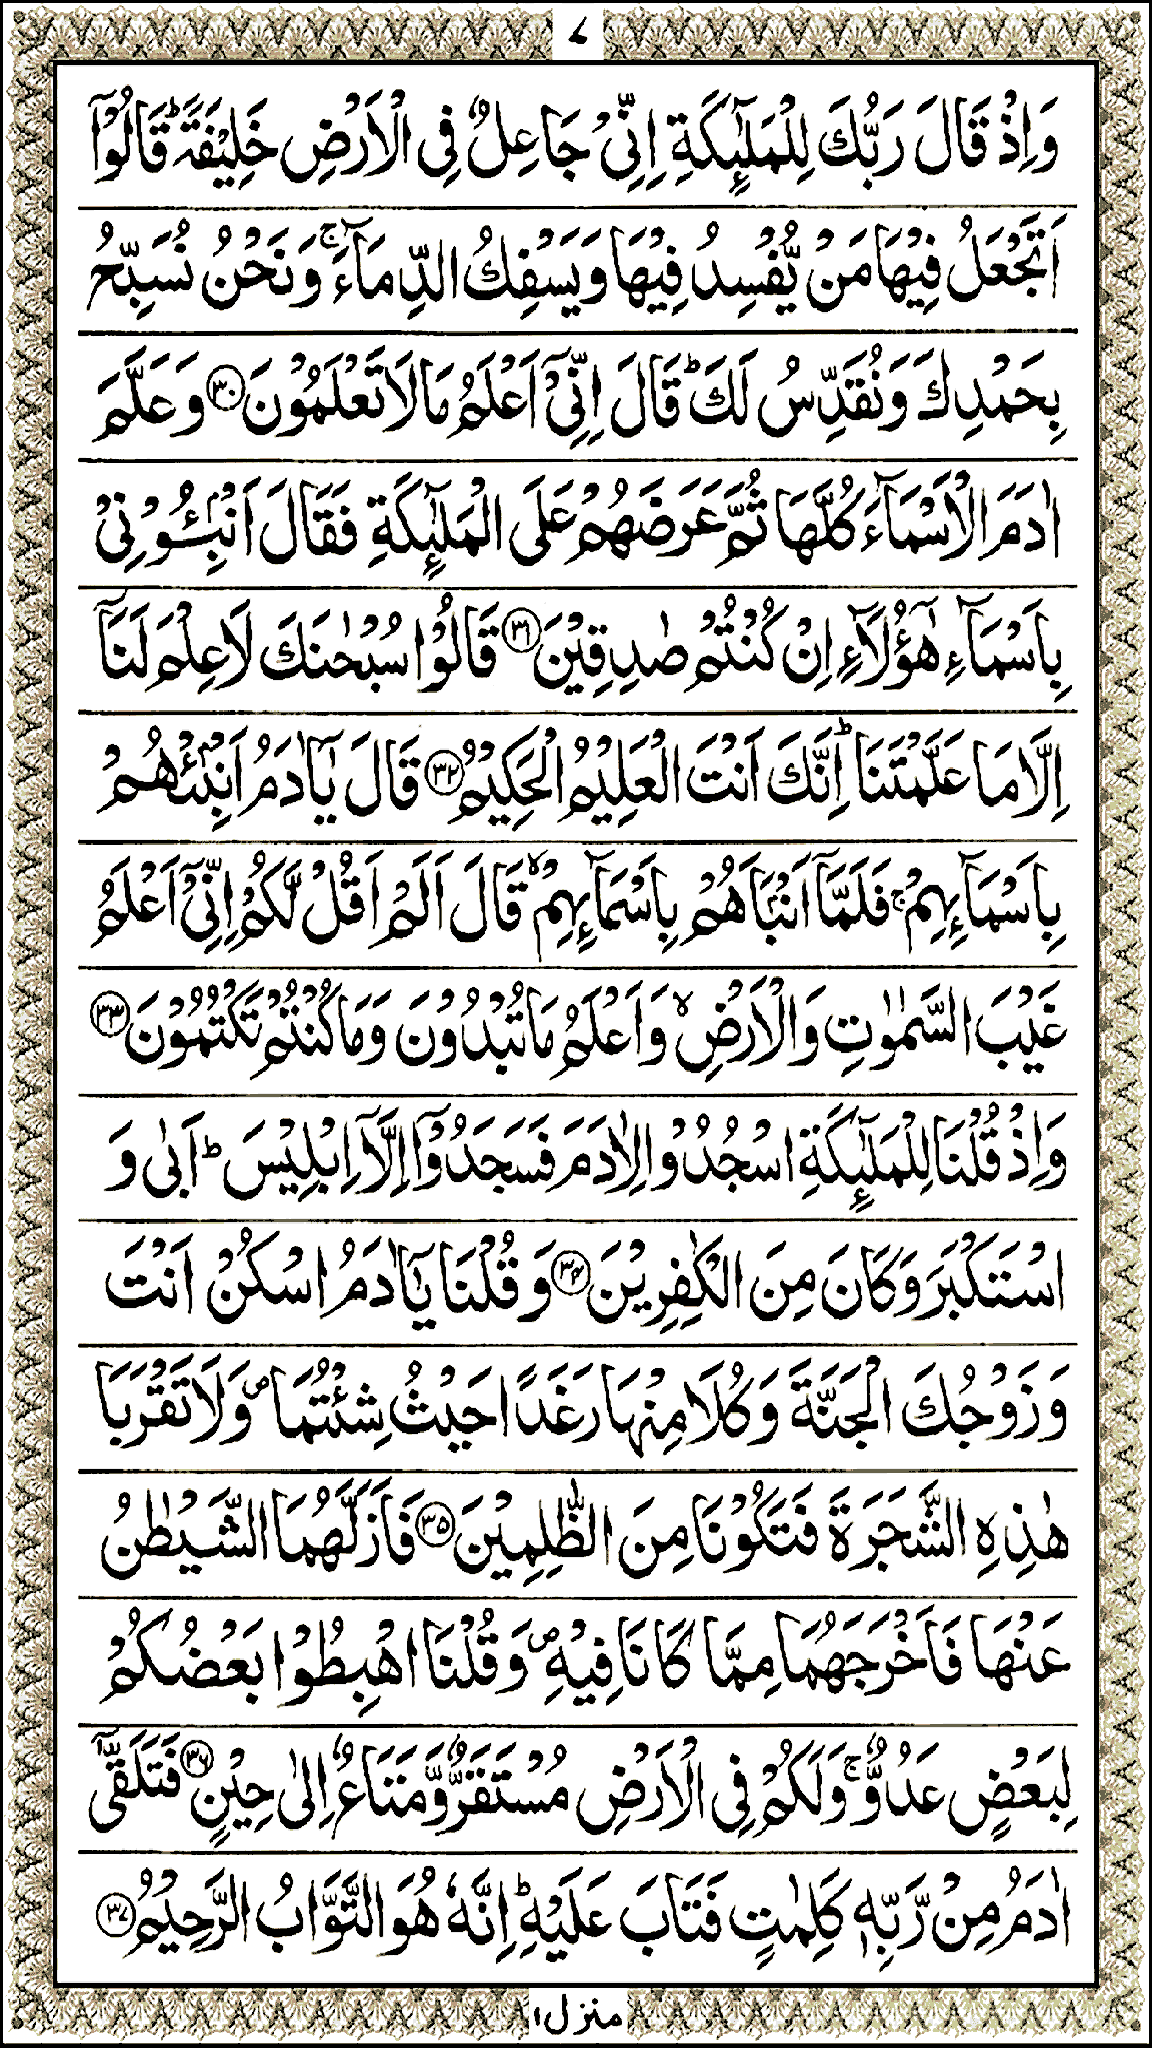 ٧
وَاِذْ قَالَ رَبُّكَ لِلْمَلٰٓئِكَةِ اِنِّىْ جَاعِلٌ فِى الْاَرْضِ خَلِيْفَةً ؕ قَالُوْٓا
اَتَجْعَلُ فِيْهَا مَنْ يُّفْسِدُ فِيْهَا وَيَسْفِكُ الدِّمَآءَ ۚ وَنَحْنُ نُسَبِّحُ
بِحَمْدِكَ وَنُقَدِّسُ لَكَ ؕ قَالَ اِنِّىْٓ اَعْلَمُ مَا لَا تَعْلَمُوْنَ ﴿۳۰﴾ وَعَلَّمَ
اٰدَمَ الْاَسْمَآءَ كُلَّهَا ثُمَّ عَرَضَهُمْ عَلَى الْمَلٰٓئِكَةِ فَقَالَ اَنْۢبِـُٔوْنِىْ
بِاَسْمَآءِ هٰٓؤُلَآءِ اِنْ كُنْتُمْ صٰدِقِيْنَ ﴿۳۱﴾ قَالُوْا سُبْحٰنَكَ لَا عِلْمَ لَنَآ
اِلَّا مَا عَلَّمْتَنَا ؕ اِنَّكَ اَنْتَ الْعَلِيْمُ الْحَكِيْمُ ﴿۳۲﴾ قَالَ يٰٓاٰدَمُ اَنْۢبِئْهُمْ
بِاَسْمَآئِهِمْ ۚ فَلَمَّآ اَنْۢبَاَهُمْ بِاَسْمَآئِهِمْ ۙ قَالَ اَلَمْ اَقُلْ لَّكُمْ اِنِّىْٓ اَعْلَمُ
غَيْبَ السَّمٰوٰتِ وَالْاَرْضِ ۙ وَاَعْلَمُ مَا تُبْدُوْنَ وَمَا كُنْتُمْ تَكْتُمُوْنَ ﴿۳۳﴾
وَاِذْ قُلْنَا لِلْمَلٰٓئِكَةِ اسْجُدُوْا لِاٰدَمَ فَسَجَدُوْٓا اِلَّآ اِبْلِيْسَ ؕ اَبٰى وَ
اسْتَكْبَرَ وَكَانَ مِنَ الْكٰفِرِيْنَ ﴿۳۴﴾ وَقُلْنَا يٰٓاٰدَمُ اسْكُنْ اَنْتَ
وَزَوْجُكَ الْجَنَّةَ وَكُلَا مِنْهَا رَغَدًا حَيْثُ شِئْتُمَا ۪ وَلَا تَقْرَبَا
هٰذِهِ الشَّجَرَةَ فَتَكُوْنَا مِنَ الظّٰلِمِيْنَ ﴿۳۵﴾ فَاَزَلَّهُمَا الشَّيْطٰنُ
عَنْهَا فَاَخْرَجَهُمَا مِمَّا كَانَا فِيْهِ ۪ وَقُلْنَا اهْبِطُوْا بَعْضُكُمْ
لِبَعْضٍ عَدُوٌّ ۚ وَلَكُمْ فِى الْاَرْضِ مُسْتَقَرٌّ وَّمَتَاعٌ اِلٰى حِيْنٍ ﴿۳۶﴾ فَتَلَقّٰٓى
اٰدَمُ مِنْ رَّبِّهٖ كَلِمٰتٍ فَتَابَ عَلَيْهِ ؕ اِنَّهٗ هُوَ التَّوَّابُ الرَّحِيْمُ ﴿۳۷﴾
منزل ۱